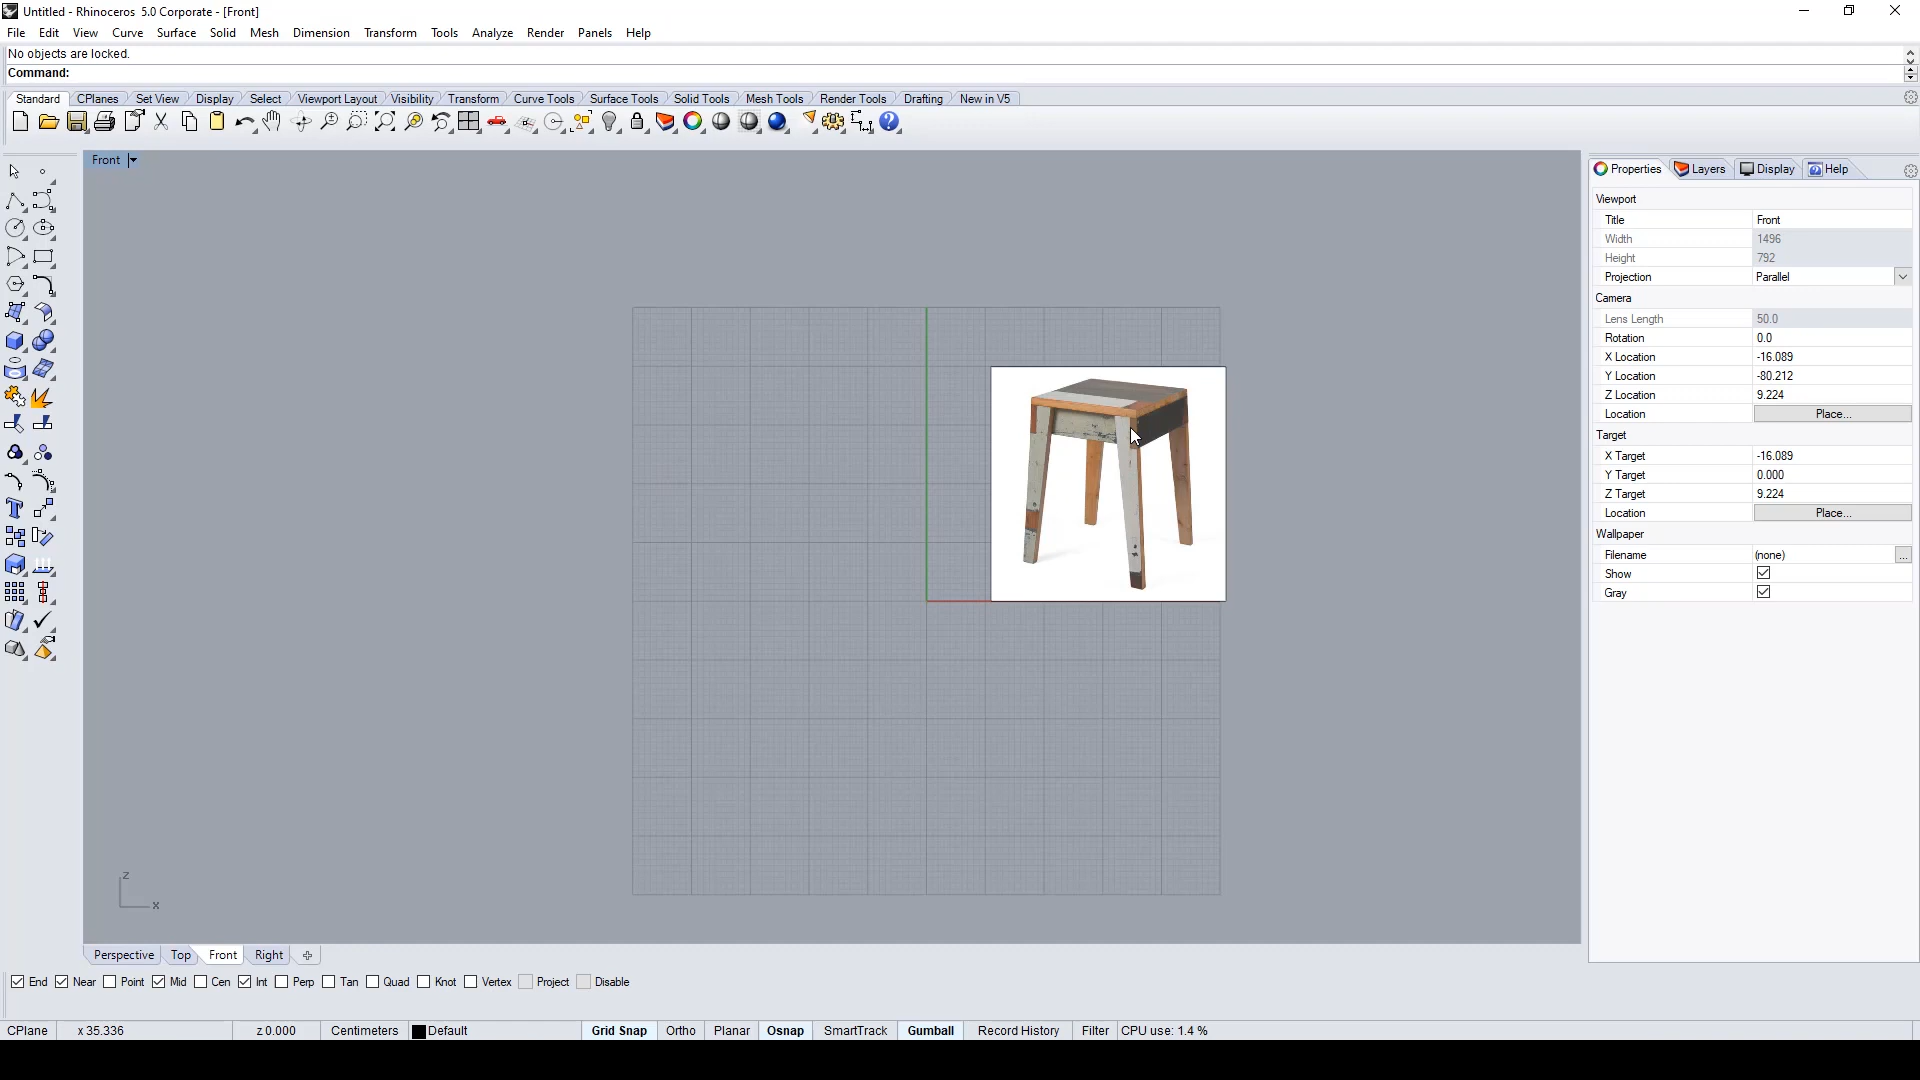 Untitled - Rhinoceros 5.0 Corporate - [Front]
File Edit View Curve Surface Solid Mesh Dimension Transform Tools Analyze Render Panels Help
No objects are locked.
Command:
Standard CPlanes Set View Display Select Viewport Layout Visibility Transform Curve Tools Surface Tools Solid Tools Mesh Tools Render Tools Drafting New in V5
Front
Properties Layers Display Help
Viewport
Title Front
Width 1496
Height 792
Projection Parallel
Camera
Lens Length 50.0
Rotation 0.0
X Location -16.089
Y Location -80.212
Z Location 9.224
Location Place...
Target
X Target -16.089
Y Target 0.000
Z Target 9.224
Location Place...
Wallpaper
Filename (none) ...
Show
Gray
z
x
Perspective Top Front Right
End Near Point Mid Cen Int Perp Tan Quad Knot Vertex Project Disable
CPlane x 35.336 z 0.000 Centimeters Default Grid Snap Ortho Planar Osnap SmartTrack Gumball Record History Filter CPU use: 1.4 %